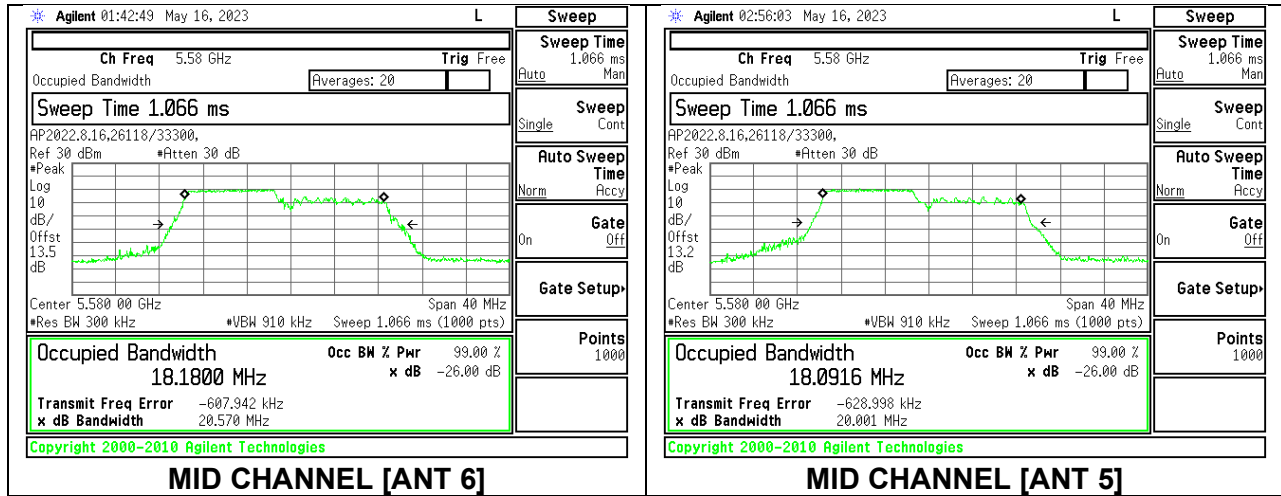 Agilent 01:42:49 May 16, 2023 L
Ch Freq 5.58 GHz Trig Free
Occupied Bandwidth Averages: 20
Sweep Time 1.066 ms
AP2022.8.16,26118/33300,
Ref 30 dBm #Atten 30 dB
#Peak
Log
10
dB/
Offst
13.5
dB
Center 5.580 00 GHz Span 40 MHz
#Res BW 300 kHz #VBW 910 kHz Sweep 1.066 ms (1000 pts)
Occupied Bandwidth Occ BW % Pwr 99.00 %
18.1800 MHz x dB -26.00 dB
Transmit Freq Error -607.942 kHz
x dB Bandwidth 20.570 MHz
Copyright 2000-2010 Agilent Technologies
Sweep
Sweep Time
1.066 ms
Auto Man
Sweep
Single Cont
Auto Sweep
Time
Norm Accy
Gate
On Off
Gate Setup
Points
1000
MID CHANNEL [ANT 6]
Agilent 02:56:03 May 16, 2023 L
Ch Freq 5.58 GHz Trig Free
Occupied Bandwidth Averages: 20
Sweep Time 1.066 ms
AP2022.8.16,26118/33300,
Ref 30 dBm #Atten 30 dB
#Peak
Log
10
dB/
Offst
13.2
dB
Center 5.580 00 GHz Span 40 MHz
#Res BW 300 kHz #VBW 910 kHz Sweep 1.066 ms (1000 pts)
Occupied Bandwidth Occ BW % Pwr 99.00 %
18.0916 MHz x dB -26.00 dB
Transmit Freq Error -628.998 kHz
x dB Bandwidth 20.001 MHz
Copyright 2000-2010 Agilent Technologies
Sweep
Sweep Time
1.066 ms
Auto Man
Sweep
Single Cont
Auto Sweep
Time
Norm Accy
Gate
On Off
Gate Setup
Points
1000
MID CHANNEL [ANT 5]